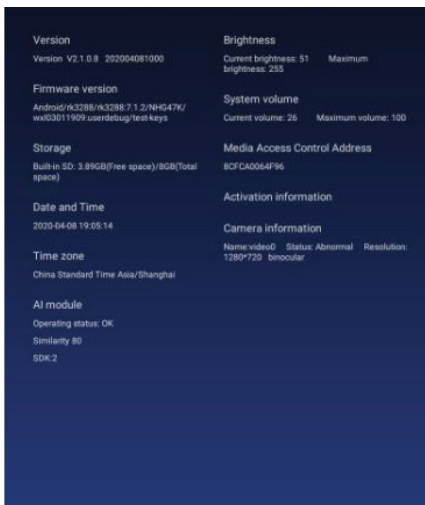 Version
Version V2.1.0.8 202004081000
Firmware version
Android/rk3288/rk3288:7.1.2/NHG47K/
wxl03011909:userdebug/test-keys
Storage
Built-in SD: 3.89GB(Free space)/8GB(Total
space)
Date and Time
2020-04-08 19:05:14
Time zone
China Standard Time Asia/Shanghai
AI module
Operating status: OK
Similarity 80
SDK:2
Brightness
Current brightness: 51 Maximum
brightness: 255
System volume
Current volume: 26 Maximum volume: 100
Media Access Control Address
8CFCA0064F96
Activation information
Camera information
Name:video0 Status: Abnormal Resolution:
1280*720 binocular